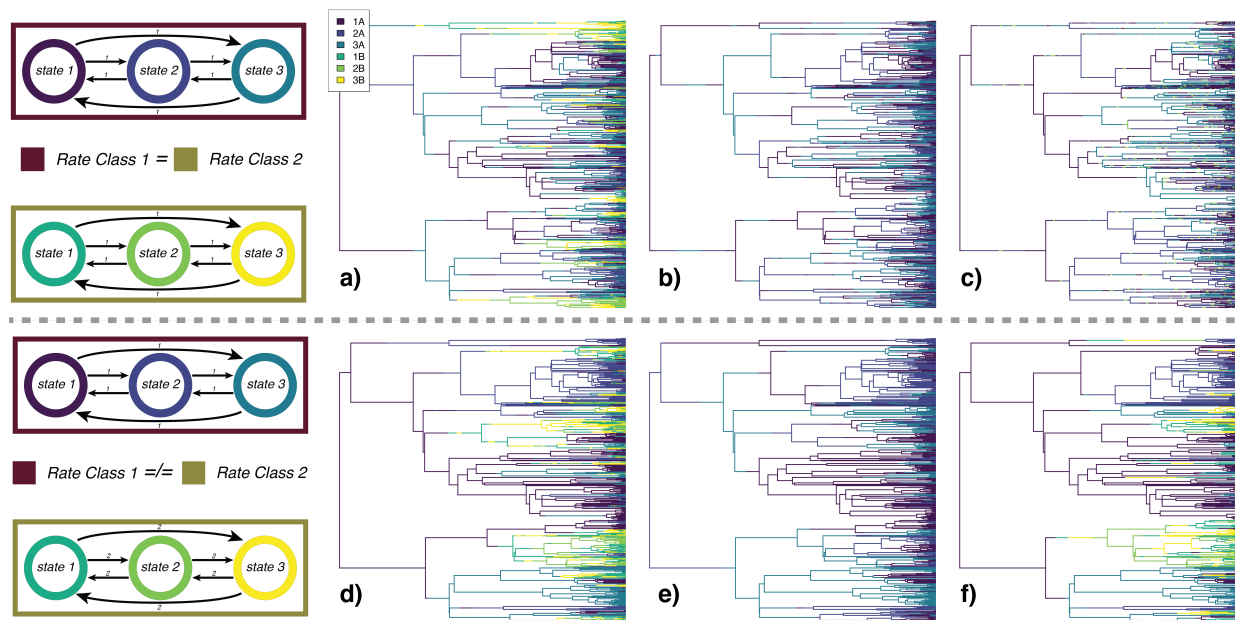 1
state 1
1
1
state 2
1
1
state 3
1
Rate Class 1 = Rate Class 2
1
state 1
1
1
state 2
1
1
state 3
1
1A
2A
3A
1B
2B
3B
a)
b)
c)
1
state 1
1
1
state 2
1
1
state 3
1
Rate Class 1 =/= Rate Class 2
2
state 1
2
2
state 2
2
2
state 3
2
d)
e)
f)